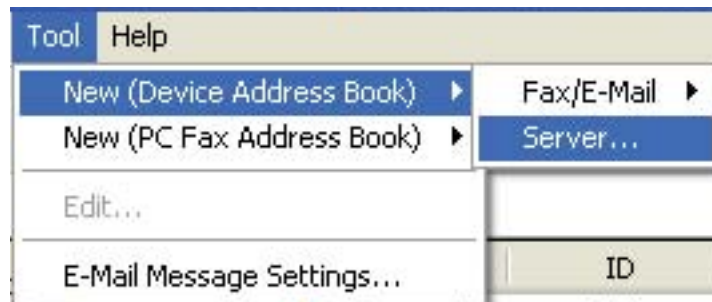 Tool Help
New (Device Address Book) Fax/E-Mail
New (PC Fax Address Book) Server...
Edit...
E-Mail Message Settings... ID